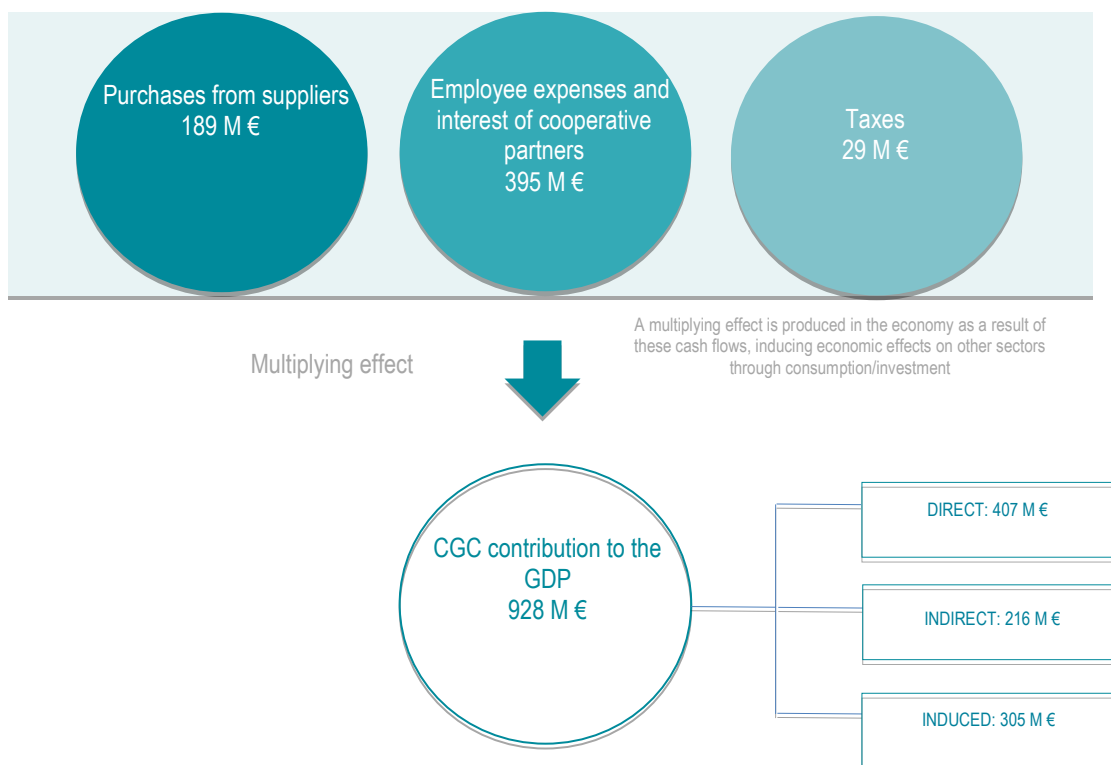 Purchases from suppliers
189 M €
Employee expenses and
interest of cooperative
partners
395 M €
Taxes
29 M €
Multiplying effect
A multiplying effect is produced in the economy as a result of
these cash flows, inducing economic effects on other sectors
through consumption/investment
CGC contribution to the
GDP
928 M €
DIRECT: 407 M €
INDIRECT: 216 M €
INDUCED: 305 M €